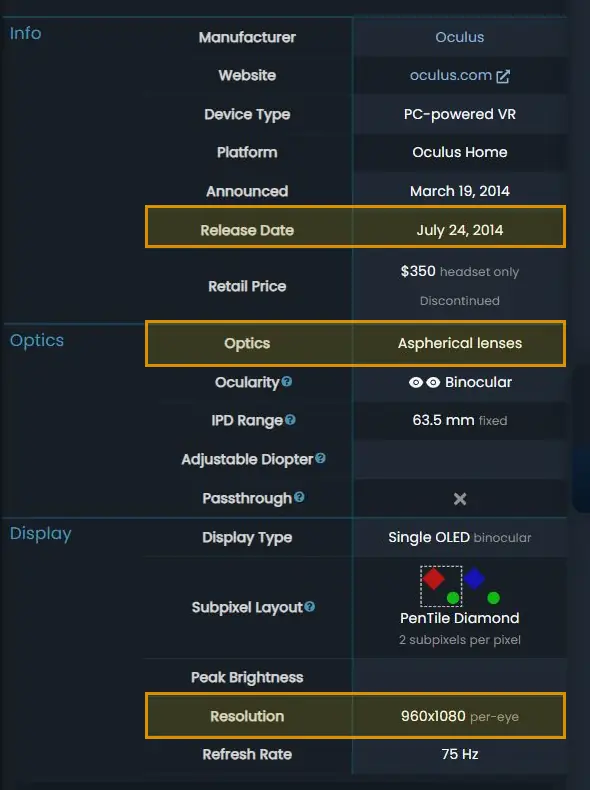 Info
Manufacturer Oculus
Website oculus.com
Device Type PC-powered VR
Platform Oculus Home
Announced March 19, 2014
Release Date July 24, 2014
Retail Price $350 headset only
Discontinued
Optics
Optics Aspherical lenses
Ocularity? Binocular
IPD Range? 63.5 mm fixed
Adjustable Diopter?
Passthrough?
Display
Display Type Single OLED binocular
Subpixel Layout? PenTile Diamond
2 subpixels per pixel
Peak Brightness
Resolution 960x1080 per-eye
Refresh Rate 75 Hz